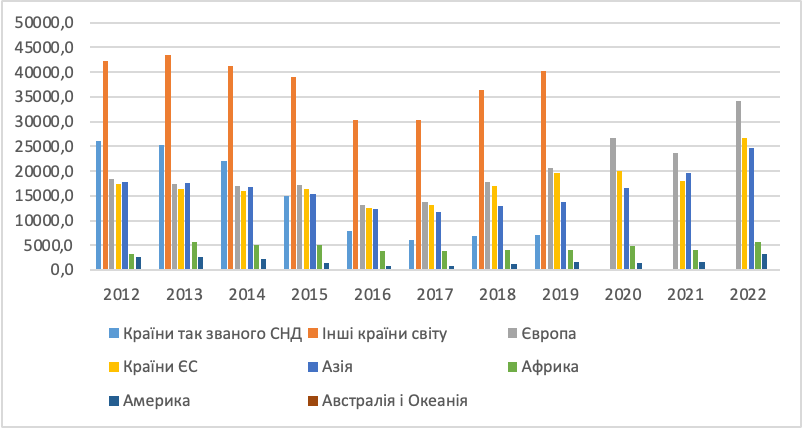 50000,0
45000,0
40000,0
35000,0
30000,0
25000,0
20000,0
15000,0
10000,0
5000,0
0,0
2012 2013 2014 2015 2016 2017 2018 2019 2020 2021 2022
Країни так званого СНД Інші країни світу Європа
Країни ЄС Азія Африка
Америка Австралія і Океанія